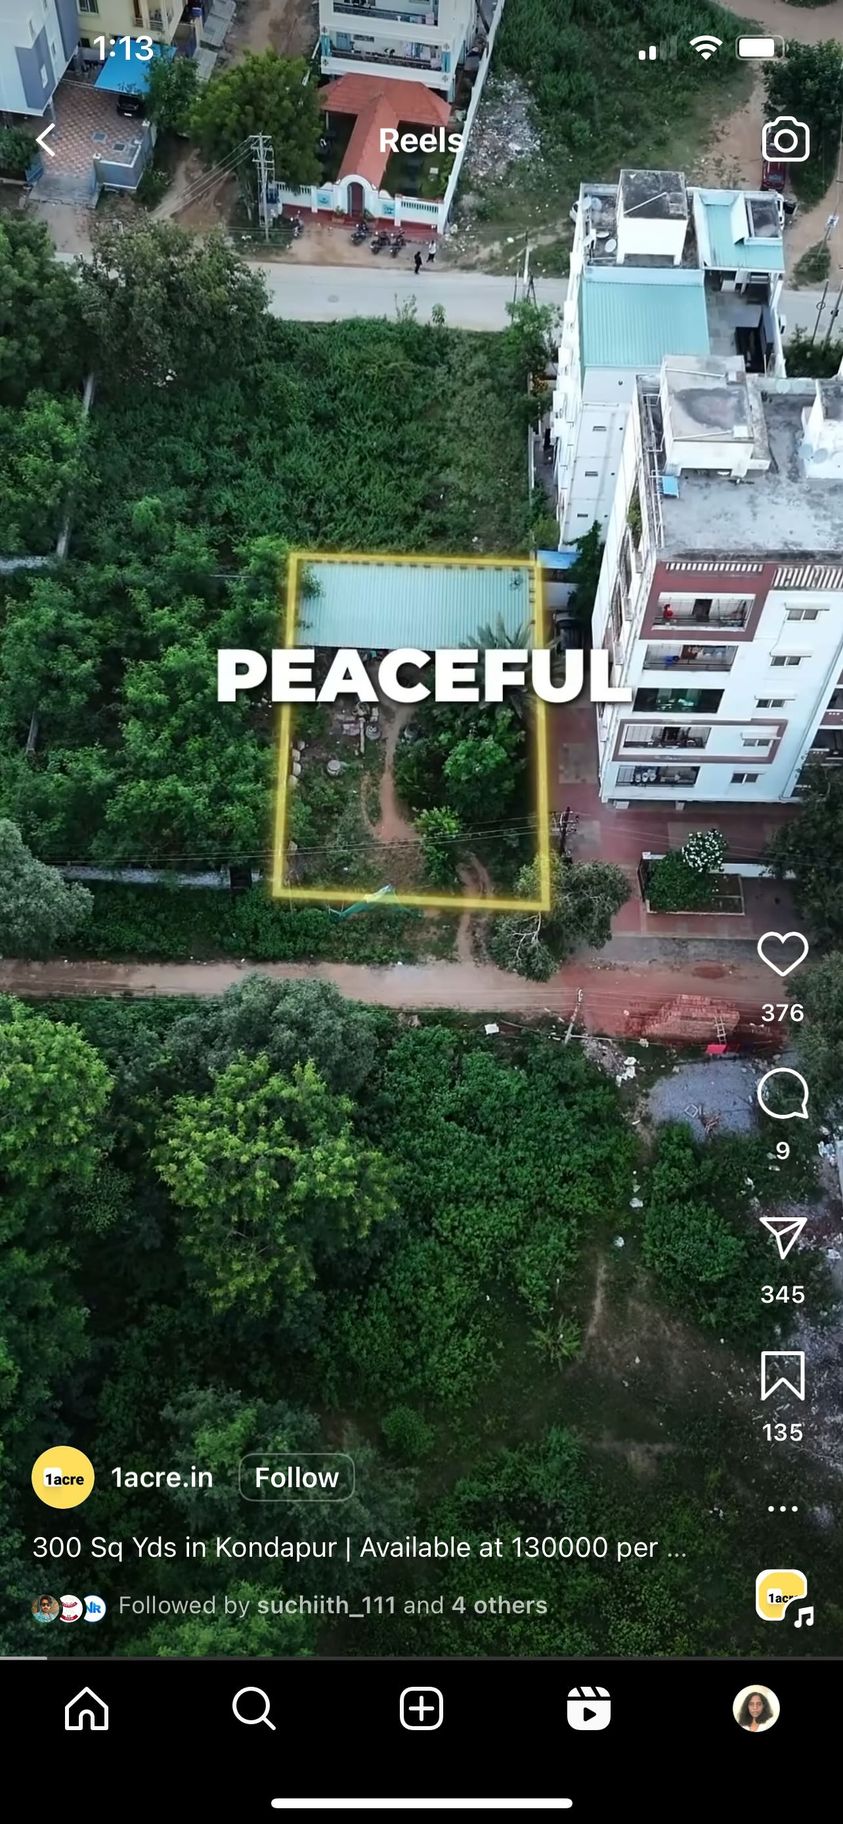 1:13
Reels
PEACEFUL
376
9
345
135
1acre
1acre.in
Follow
300 Sq Yds in Kondapur | Available at 130000 per ...
Followed by suchiith_111 and 4 others